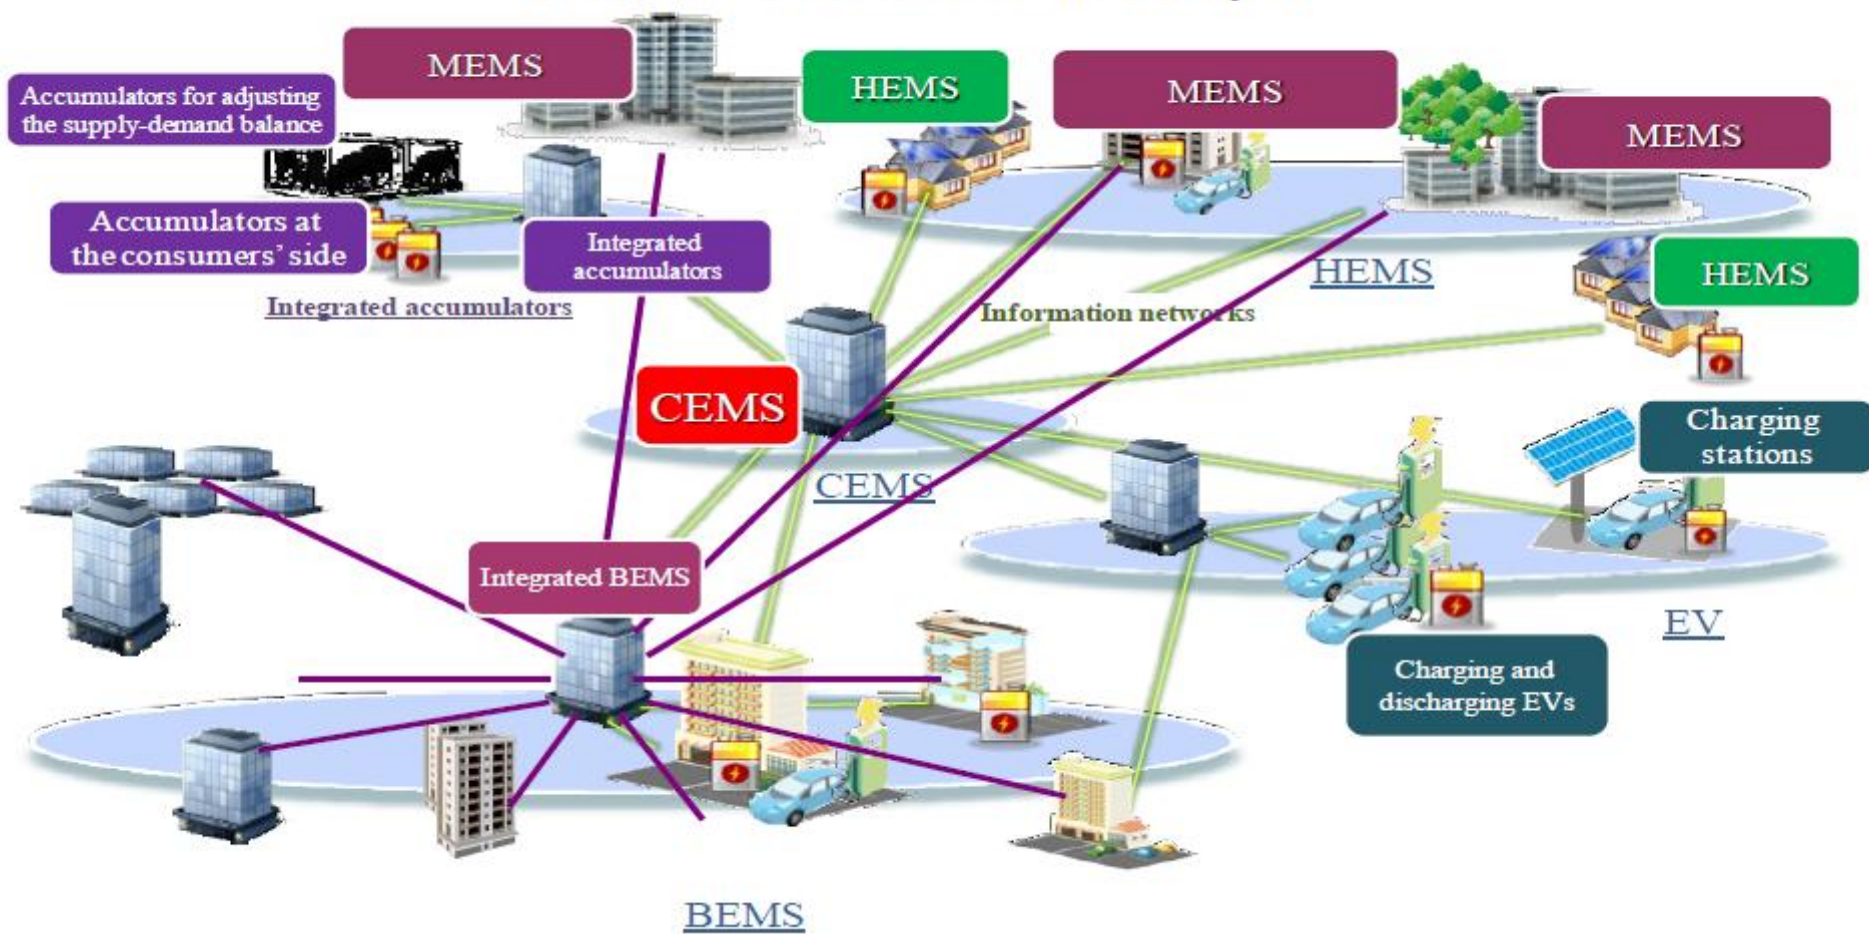 MEMS
HEMS
MEMS
MEMS
Accumulators for adjusting
the supply-demand balance
Accumulators at
the consumers’ side
Integrated
accumulators
Integrated accumulators
HEMS
HEMS
Information networks
CEMS
CEMS
Charging
stations
Integrated BEMS
EV
Charging and
discharging EVs
BEMS